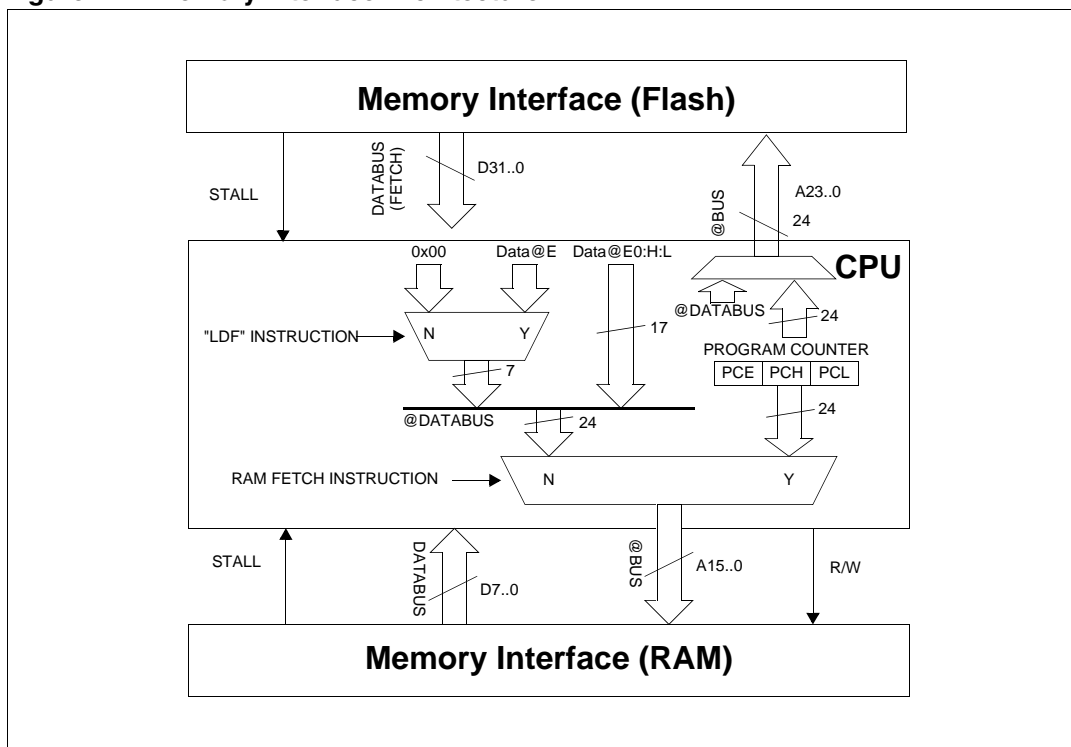 Memory Interface (Flash)
STALL
DATABUS
(FETCH)
D31..0
@BUS
A23..0
24
0x00
Data@E
Data@E0:H:L
CPU
@DATABUS
24
"LDF" INSTRUCTION
N
Y
17
7
PROGRAM COUNTER
PCE
PCH
PCL
@DATABUS
24
24
RAM FETCH INSTRUCTION
N
Y
STALL
DATABUS
D7..0
@BUS
A15..0
R/W
Memory Interface (RAM)